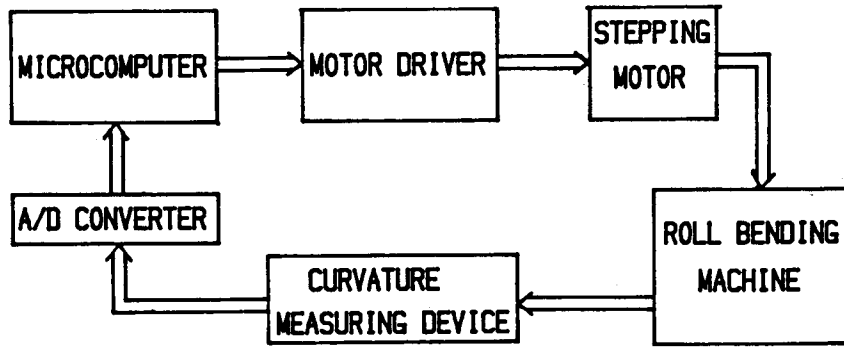 MICROCOMPUTER
MOTOR DRIVER
STEPPING
MOTOR
A/D CONVERTER
ROLL BENDING
MACHINE
CURVATURE
MEASURING DEVICE